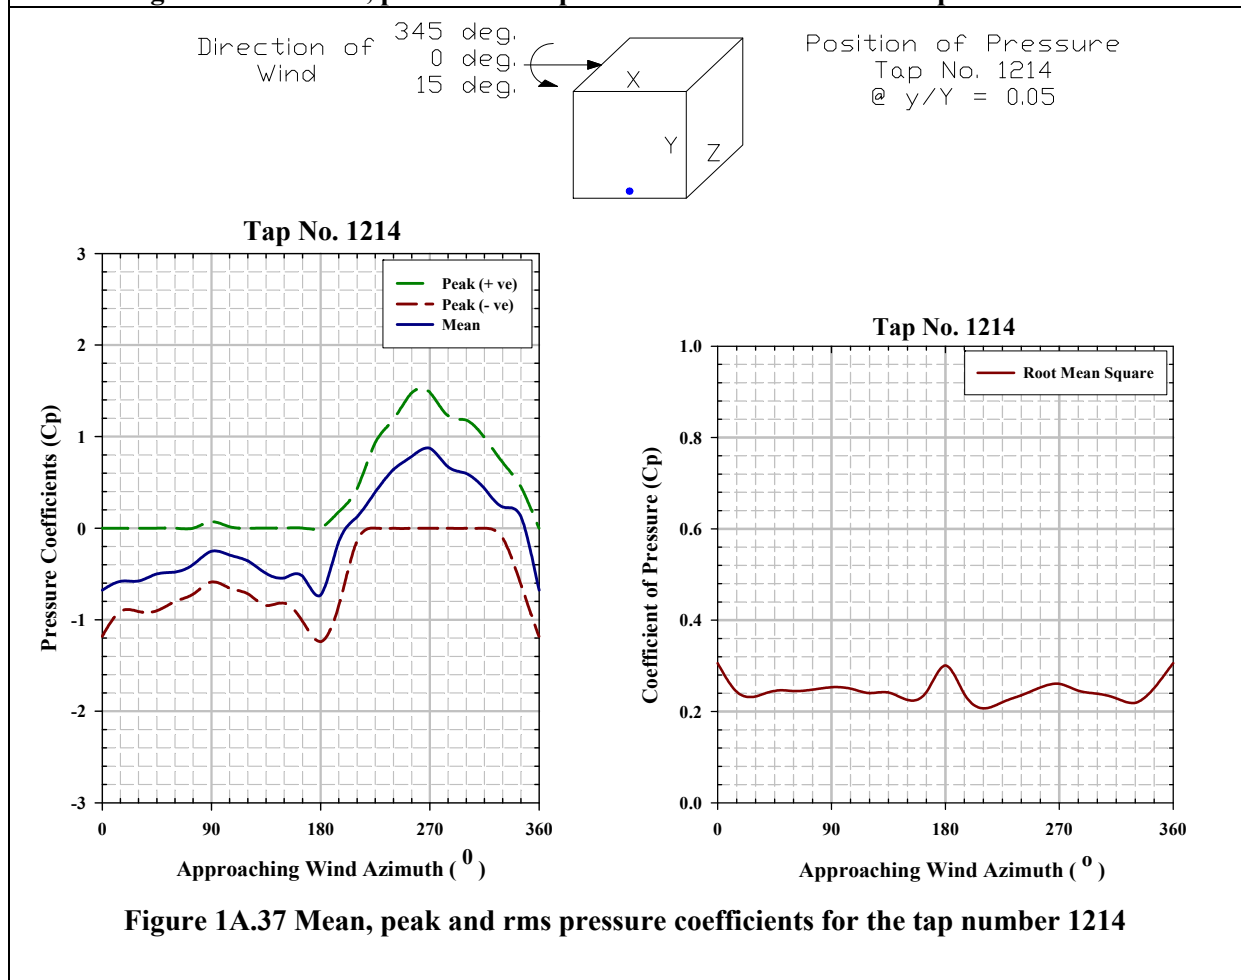 Direction of
Wind
345 deg.
0 deg.
15 deg.
X
Y
Z
Position of Pressure
Tap No. 1214
@ y/Y = 0.05
Tap No. 1214
Peak (+ ve)
Peak (- ve)
Mean
3
2
1
0
-1
-2
-3
Pressure Coefficients (Cp)
0
90
180
270
360
Approaching Wind Azimuth ( 0 )
Tap No. 1214
Root Mean Square
1.0
0.8
0.6
0.4
0.2
0.0
Coefficient of Pressure (Cp)
0
90
180
270
360
Approaching Wind Azimuth ( o )
Figure 1A.37 Mean, peak and rms pressure coefficients for the tap number 1214